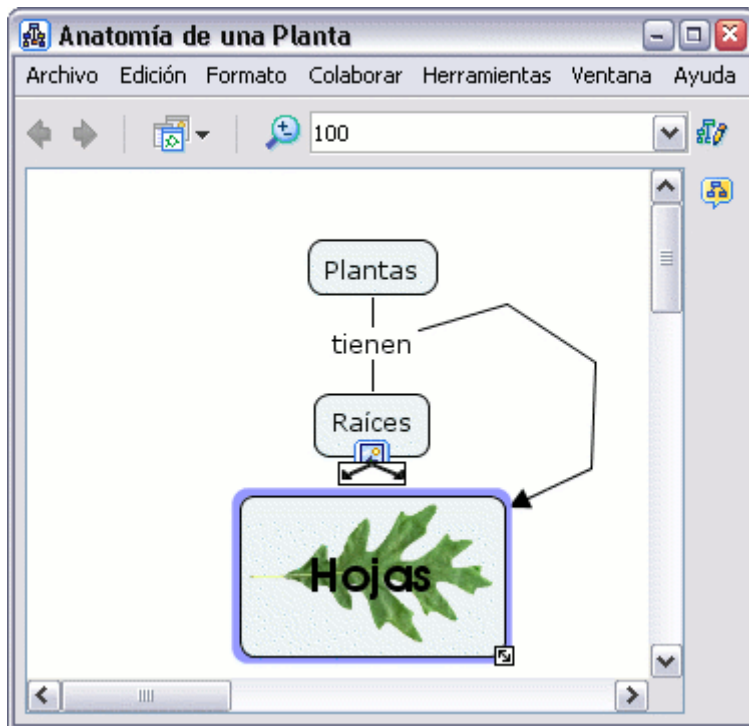 Anatomía de una Planta
Archivo Edición Formato Colaborar Herramientas Ventana Ayuda
100
Plantas
tienen
Raíces
Hojas